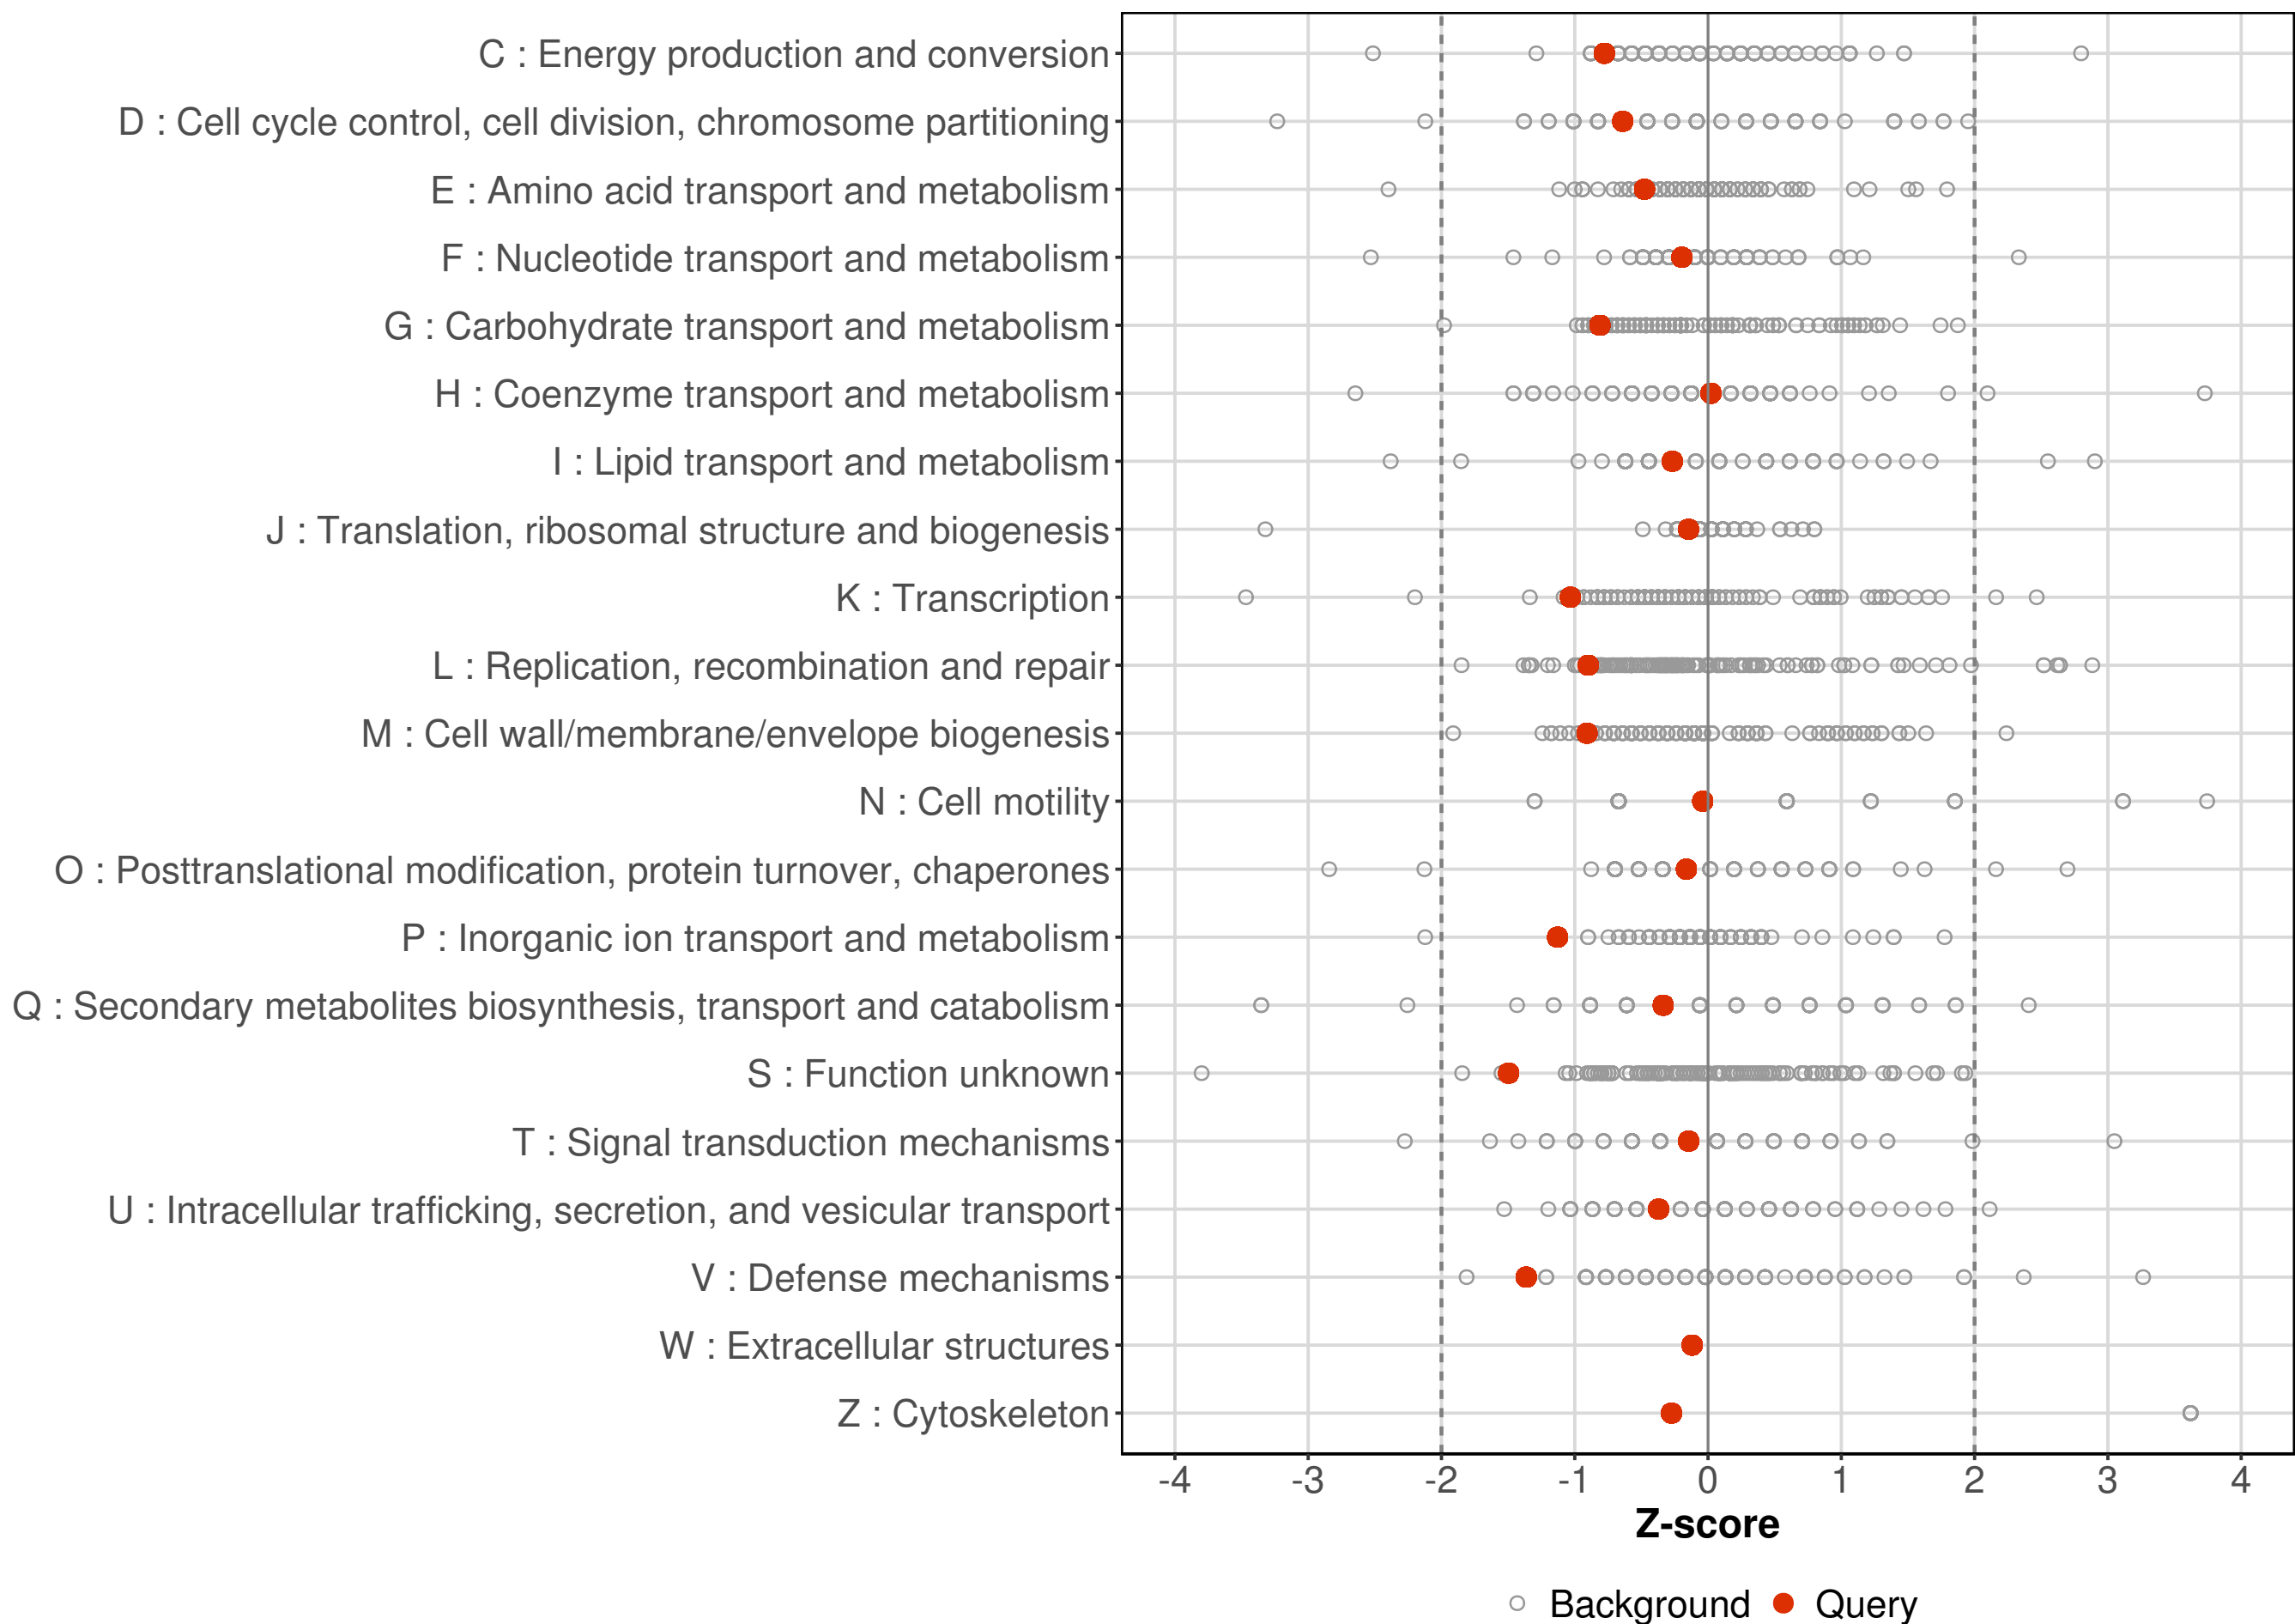 C : Energy production and conversion
D : Cell cycle control, cell division, chromosome partitioning
E : Amino acid transport and metabolism
F : Nucleotide transport and metabolism
G : Carbohydrate transport and metabolism
H : Coenzyme transport and metabolism
I : Lipid transport and metabolism
J : Translation, ribosomal structure and biogenesis
K : Transcription
L : Replication, recombination and repair
M : Cell wall/membrane/envelope biogenesis
N : Cell motility
O : Posttranslational modification, protein turnover, chaperones
P : Inorganic ion transport and metabolism
Q : Secondary metabolites biosynthesis, transport and catabolism
S : Function unknown
T : Signal transduction mechanisms
U : Intracellular trafficking, secretion, and vesicular transport
V : Defense mechanisms
W : Extracellular structures
Z : Cytoskeleton
-4 -3 -2 -1 0 1 2 3 4
Z-score
Background Query